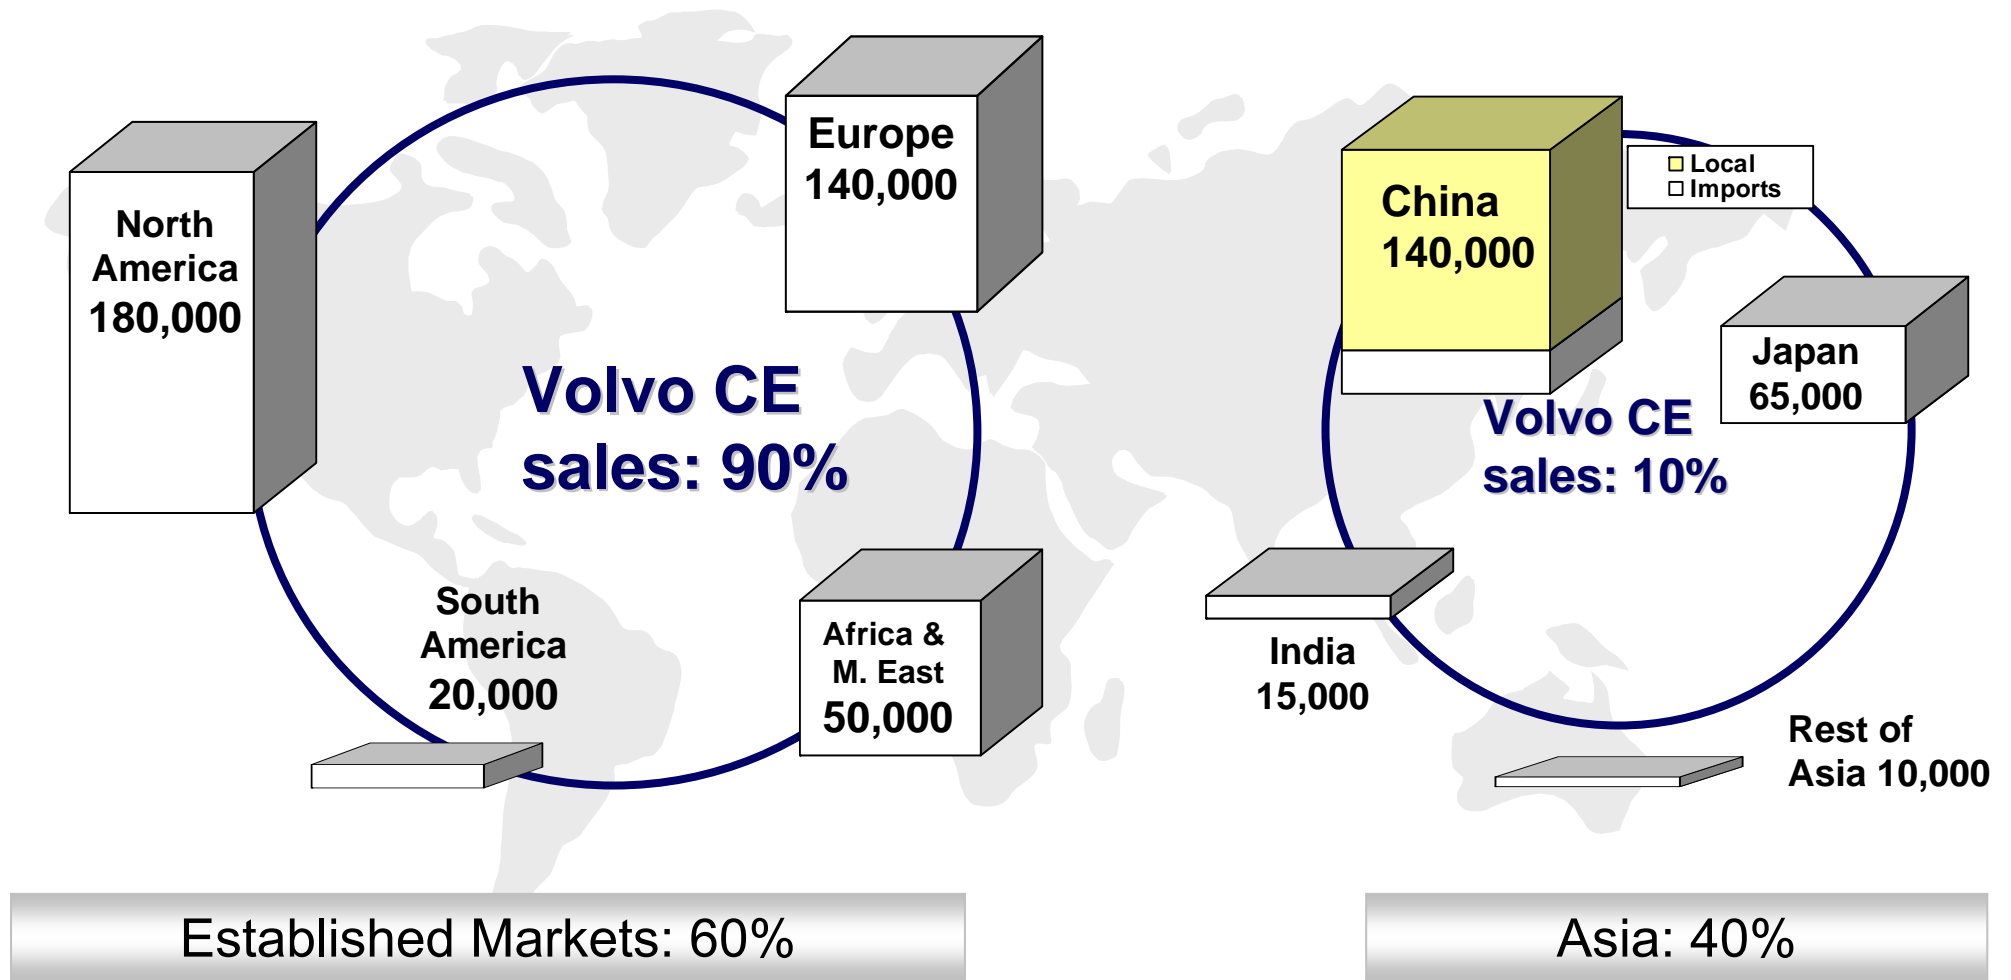 North
America
180,000
Europe
140,000
Volvo CE
sales: 90%
South
America
20,000
Africa &
M. East
50,000
China
140,000
Local
Imports
Japan
65,000
Volvo CE
sales: 10%
India
15,000
Rest of
Asia 10,000
Established Markets: 60%
Asia: 40%